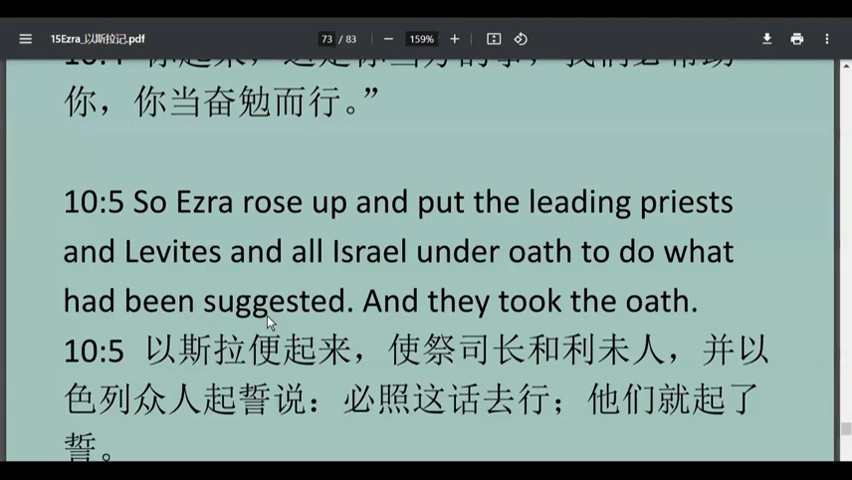 15Ezra_以斯拉记.pdf
73 / 83
159%
你，你当奋勉而行。”
10:5 So Ezra rose up and put the leading priests
and Levites and all Israel under oath to do what
had been suggested. And they took the oath.
10:5 以斯拉便起来，使祭司长和利未人，并以
色列众人起誓说：必照这话去行；他们就起了
誓。